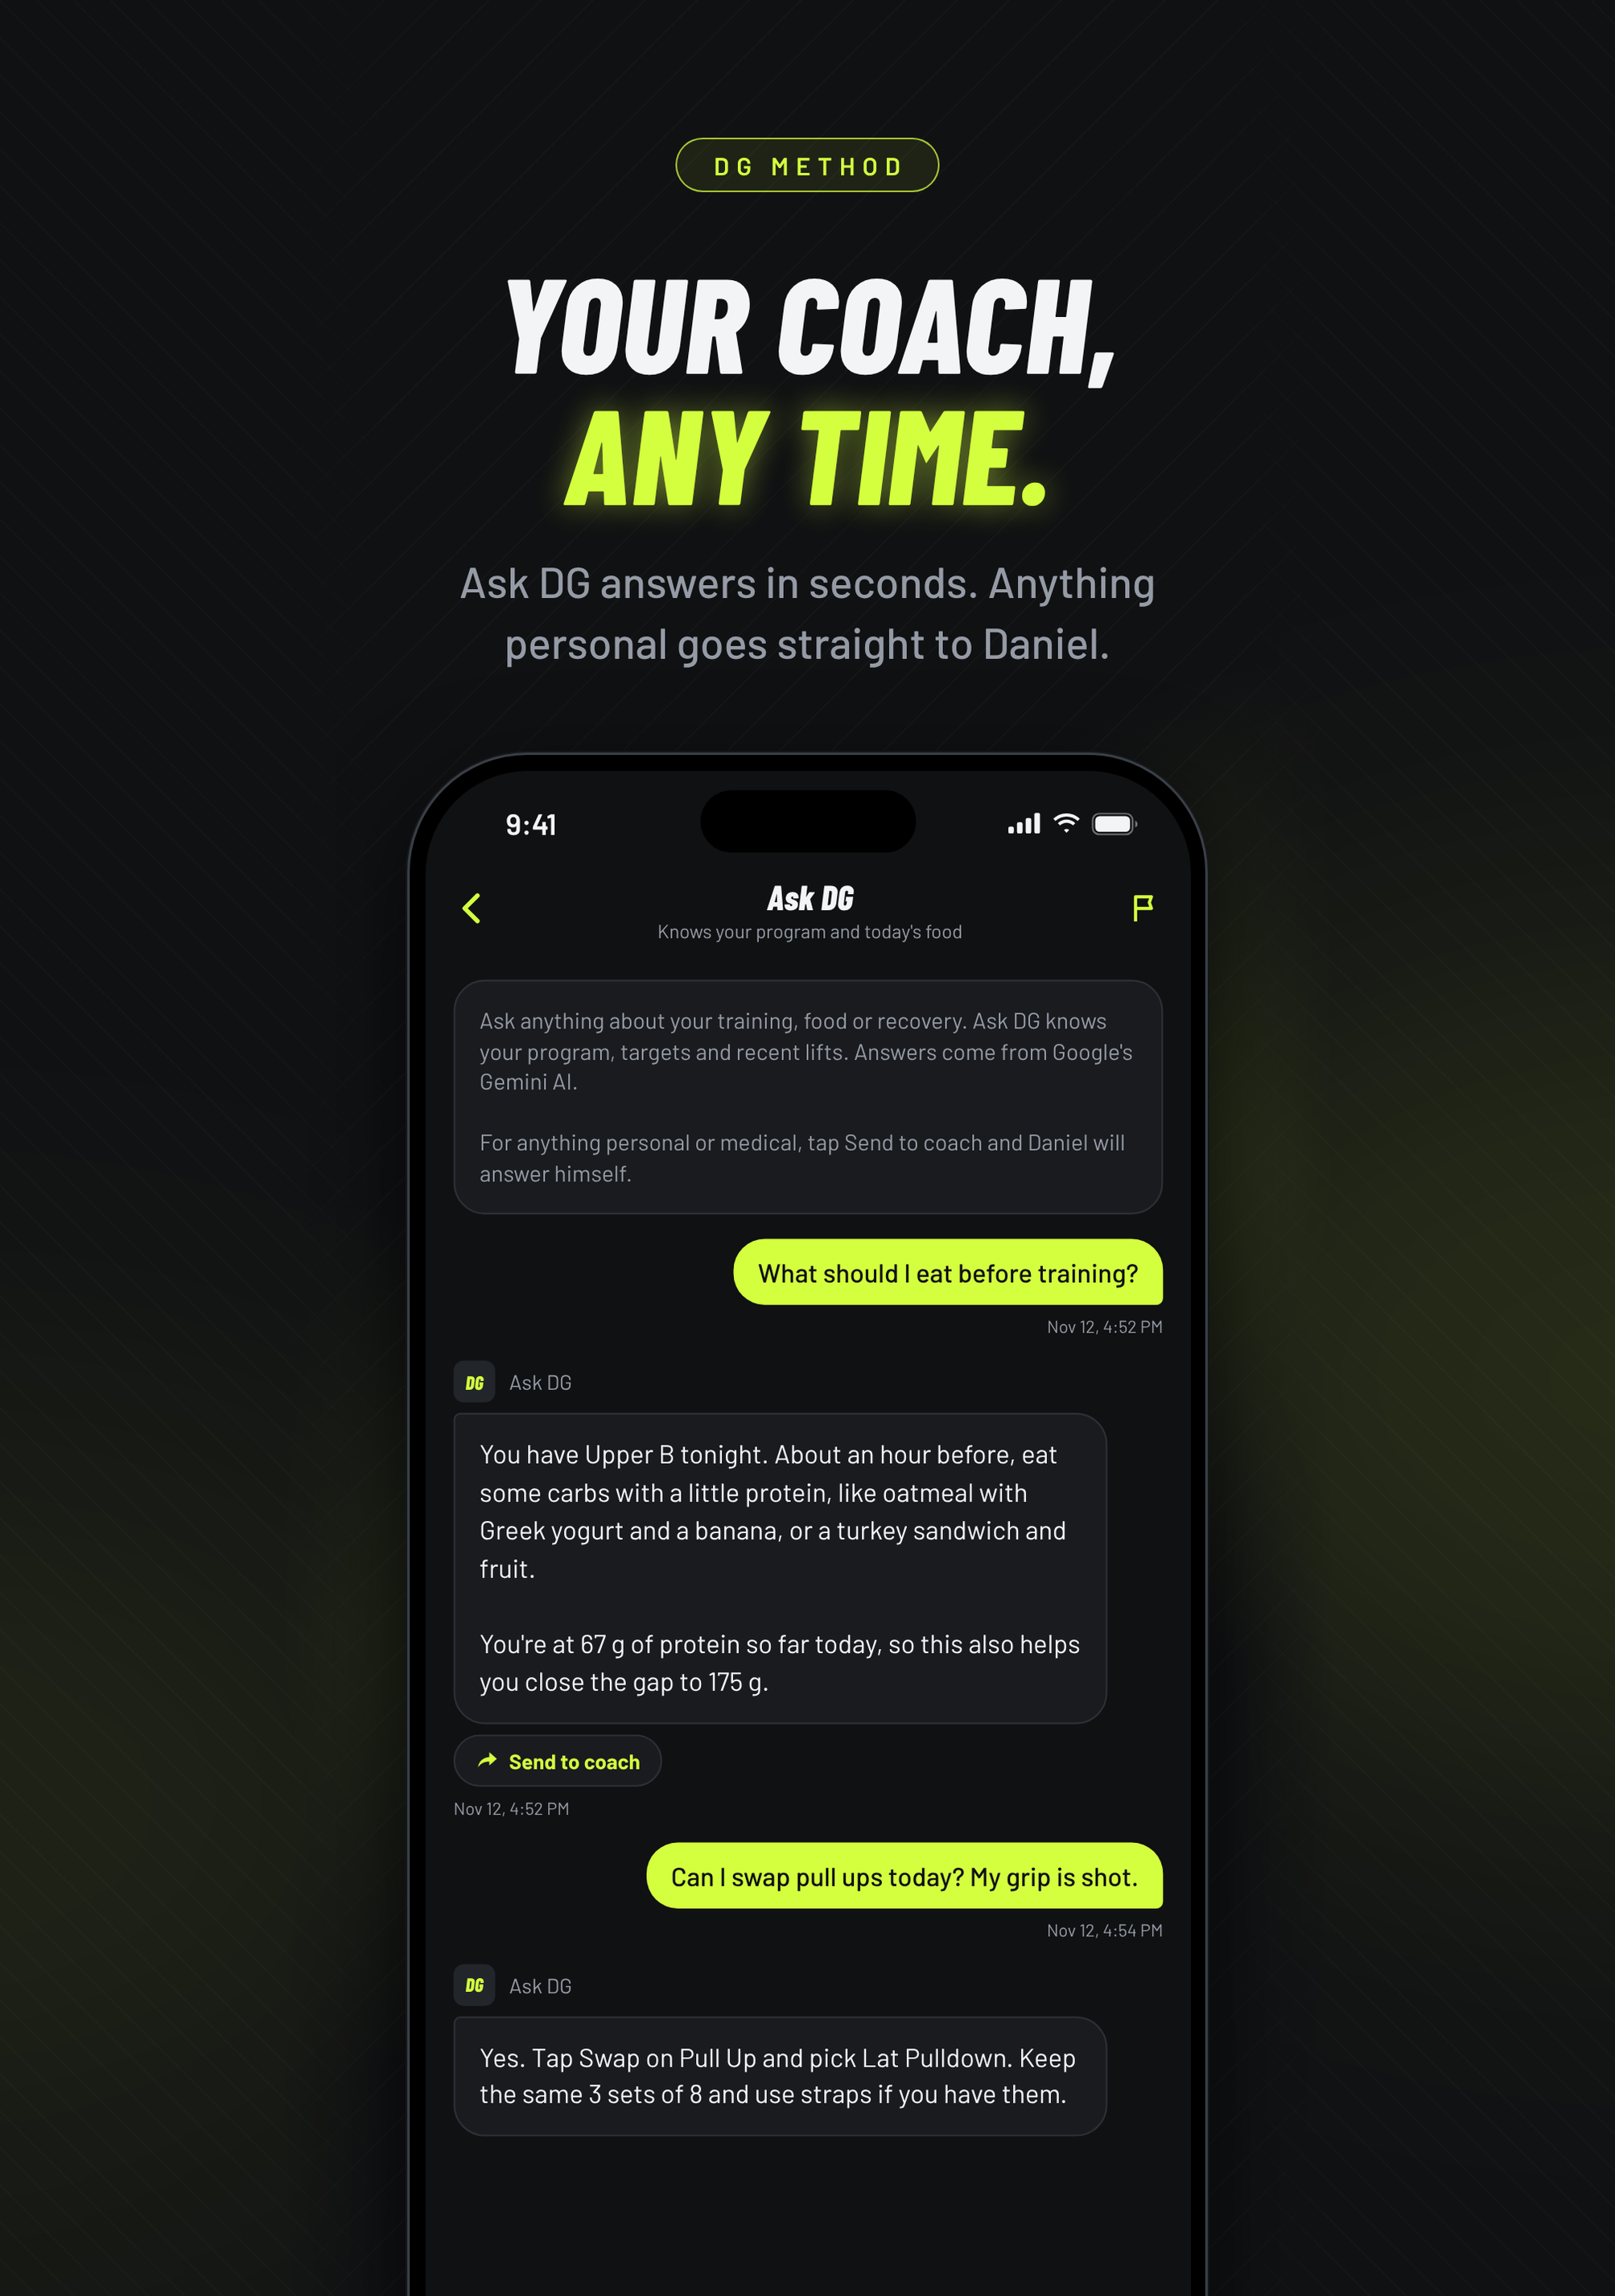 DG METHOD
YOUR COACH,
ANY TIME.
Ask DG answers in seconds. Anything
personal goes straight to Daniel.
9:41
Ask DG
Knows your program and today's food
Ask anything about your training, food or recovery. Ask DG knows
your program, targets and recent lifts. Answers come from Google's
Gemini AI.
For anything personal or medical, tap Send to coach and Daniel will
answer himself.
What should I eat before training?
Nov 12, 4:52 PM
DG Ask DG
You have Upper B tonight. About an hour before, eat
some carbs with a little protein, like oatmeal with
Greek yogurt and a banana, or a turkey sandwich and
fruit.
You're at 67 g of protein so far today, so this also helps
you close the gap to 175 g.
Send to coach
Nov 12, 4:52 PM
Can I swap pull ups today? My grip is shot.
Nov 12, 4:54 PM
DG Ask DG
Yes. Tap Swap on Pull Up and pick Lat Pulldown. Keep
the same 3 sets of 8 and use straps if you have them.